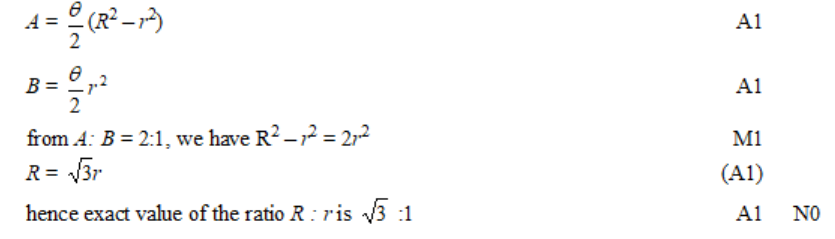 A = θ/2 (R² – r²) A1
B = θ/2 r² A1
from A: B = 2:1, we have R² – r² = 2r² M1
R = √3r (A1)
hence exact value of the ratio R : r is √3 :1 A1 N0